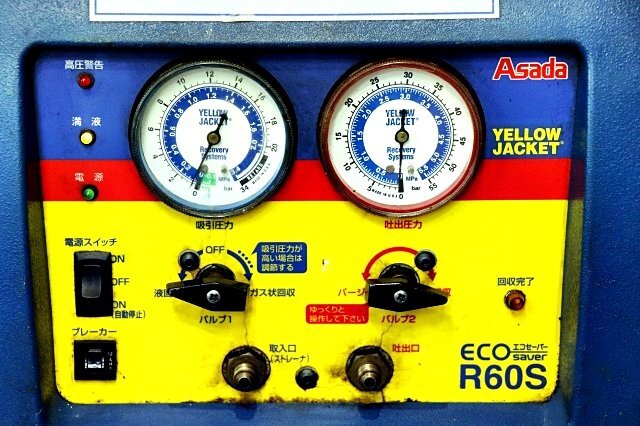 高圧警告
満液
電源
YELLOW
JACKET
Recovery
Systems
MPa
bar
吸引圧力
YELLOW
JACKET
Recovery
Systems
MPa
bar
吐出圧力
Asada
YELLOW
JACKET
電源スイッチ
ON
OFF
ON
(自動停止)
ブレーカー
OFF
吸引圧力が
高い場合は
調節する
液回
ガス状回収
バルブ1
パージ
収
ゆっくりと
操作して下さい
バルブ2
回収完了
取入口
(ストレーナ)
吐出口
ECO エコセーバー
saver
R60S